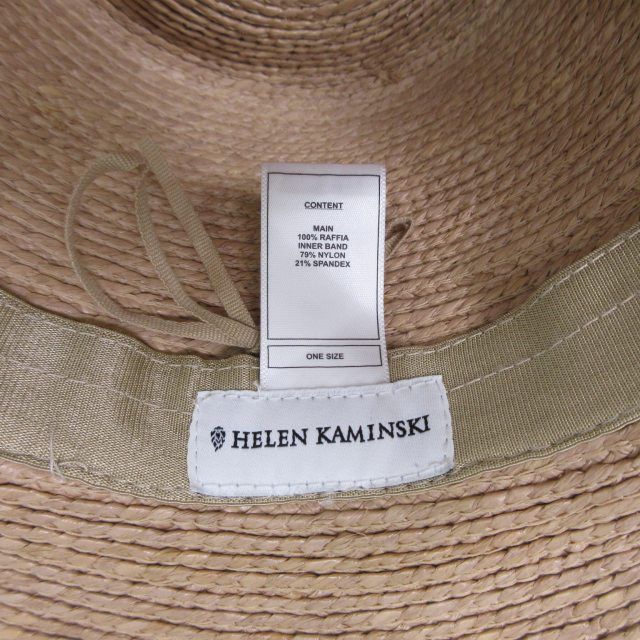 CONTENT
MAIN
100% RAFFIA
INNER BAND
79% NYLON
21% SPANDEX
ONE SIZE
HELEN KAMINSKI